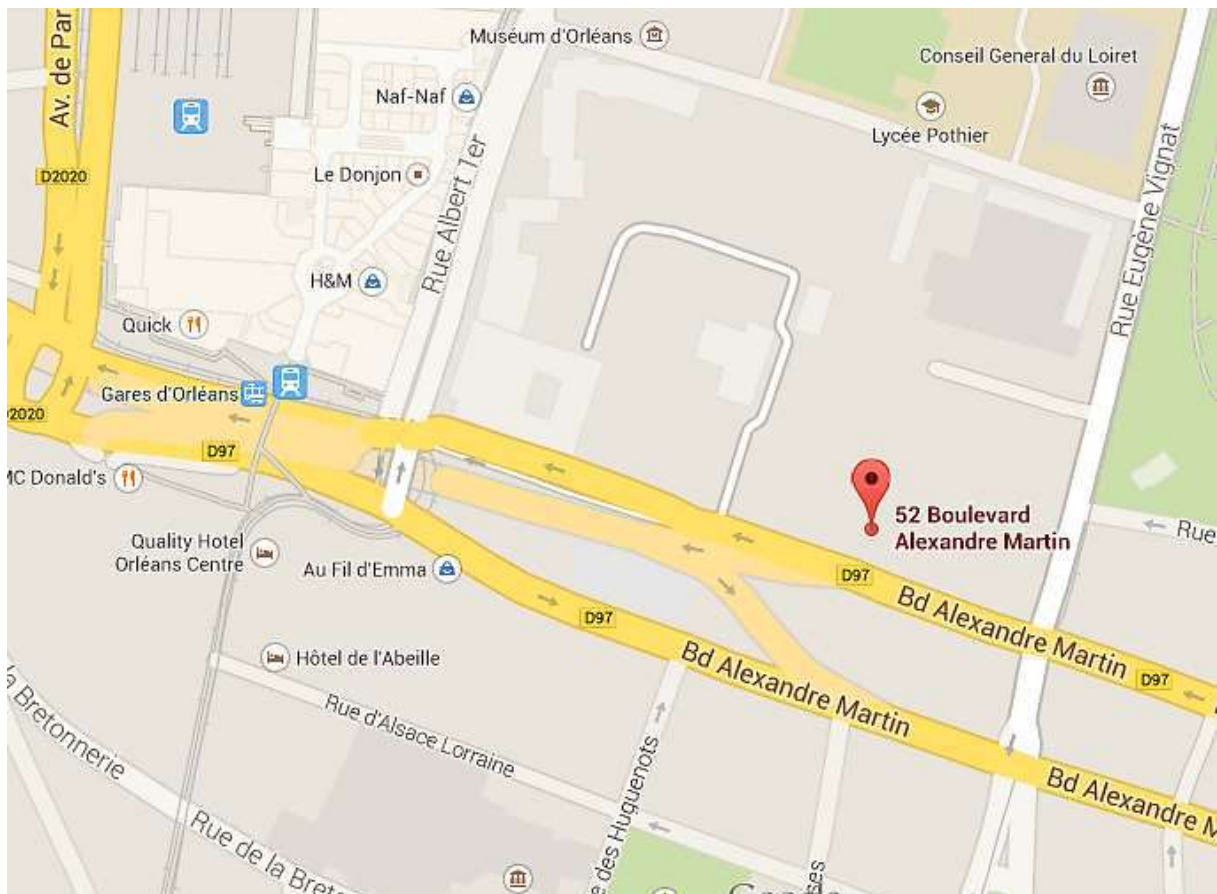 Av. de Par
Muséum d'Orléans
Conseil General du Loiret
Naf-Naf
Lycée Pothier
D2020
Le Donjon
Rue Albert 1er
Rue Eugène Vignat
H&M
Quick
Gares d'Orléans
D2020
D97
MC Donald's
52 Boulevard
Alexandre Martin
Rue
Quality Hotel
Orléans Centre
Au Fil d'Emma
D97
Bd Alexandre Martin
D97
Bd Alexandre Martin
D97
Hôtel de l'Abeille
Rue d'Alsace Lorraine
la Bretonnerie
Rue de la Breton
e des Huguenots
Bd Alexandre M